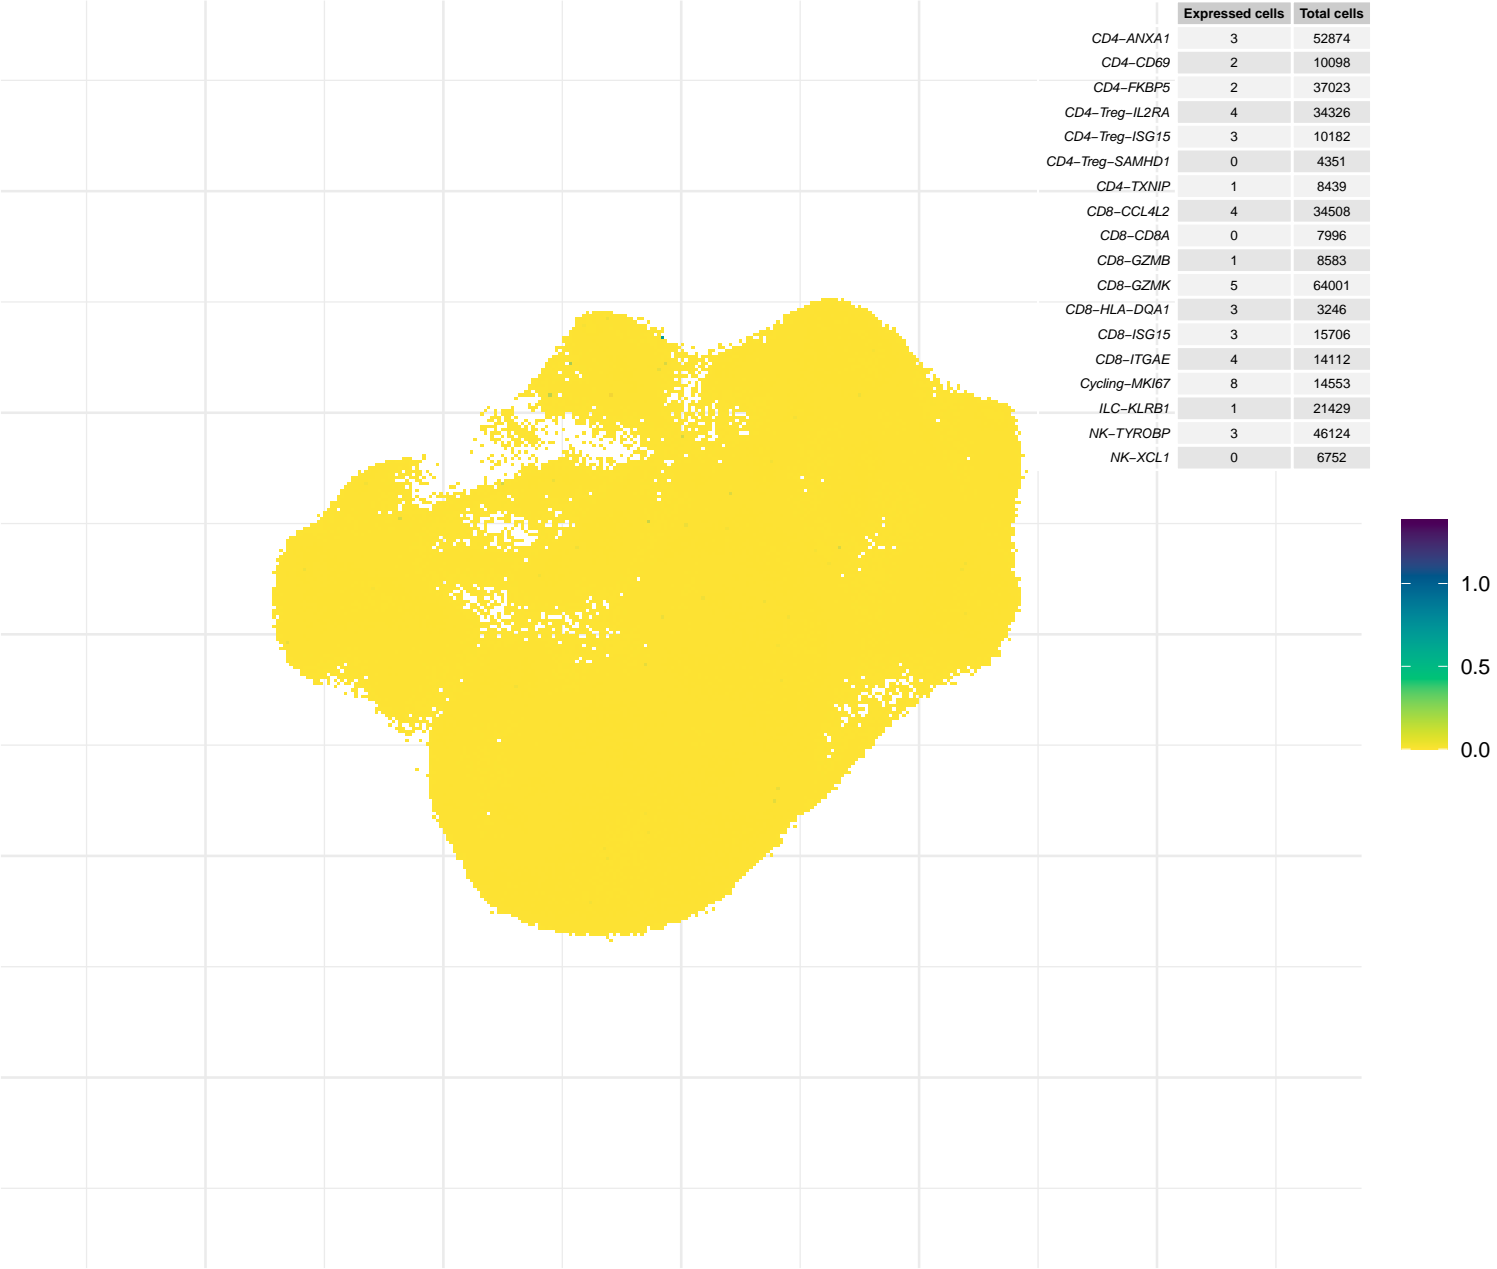 Expressed cells Total cells
CD4−ANXA1 3 52874
CD4−CD69 2 10098
CD4−FKBP5 2 37023
CD4−Treg−IL2RA 4 34326
CD4−Treg−ISG15 3 10182
CD4−Treg−SAMHD1 0 4351
CD4−TXNIP 1 8439
CD8−CCL4L2 4 34508
CD8−CD8A 0 7996
CD8−GZMB 1 8583
CD8−GZMK 5 64001
CD8−HLA−DQA1 3 3246
CD8−ISG15 3 15706
CD8−ITGAE 4 14112
Cycling−MKI67 8 14553
ILC−KLRB1 1 21429
NK−TYROBP 3 46124
NK−XCL1 0 6752
1.0
0.5
0.0